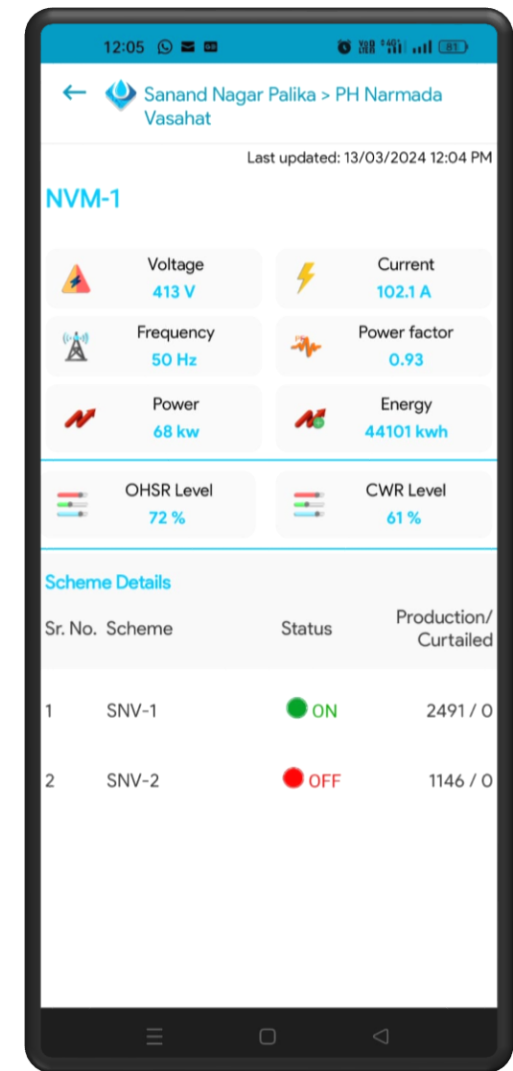 12:05
81
Sanand Nagar Palika > PH Narmada
Vasahat
Last updated: 13/03/2024 12:04 PM
NVM-1
Voltage
413 V
Current
102.1 A
Frequency
50 Hz
Power factor
0.93
Power
68 kw
Energy
44101 kwh
OHSR Level
72 %
CWR Level
61 %
Scheme Details
Sr. No. Scheme Status Production/
Curtailed
1 SNV-1 ON 2491 / 0
2 SNV-2 OFF 1146 / 0